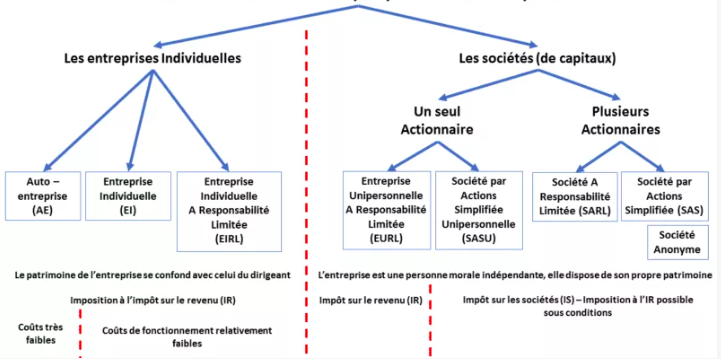 Les entreprises Individuelles
Les sociétés (de capitaux)
Un seul
Actionnaire
Plusieurs
Actionnaires
Auto –
entreprise
(AE)
Entreprise
Individuelle
(EI)
Entreprise
Individuelle
A Responsabilité
Limitée
(EIRL)
Entreprise
Unipersonnelle
A Responsabilité
Limitée
(EURL)
Société par
Actions
Simplifiée
Unipersonnelle
(SASU)
Société A
Responsabilité
Limitée (SARL)
Société par
Actions
Simplifiée (SAS)
Société
Anonyme
Le patrimoine de l'entreprise se confond avec celui du dirigeant
L'entreprise est une personne morale indépendante, elle dispose de son propre patrimoine
Imposition à l'impôt sur le revenu (IR)
Impôt sur le revenu (IR)
Impôt sur les sociétés (IS) – Imposition à l'IR possible
sous conditions
Coûts très
faibles
Coûts de fonctionnement relativement
faibles